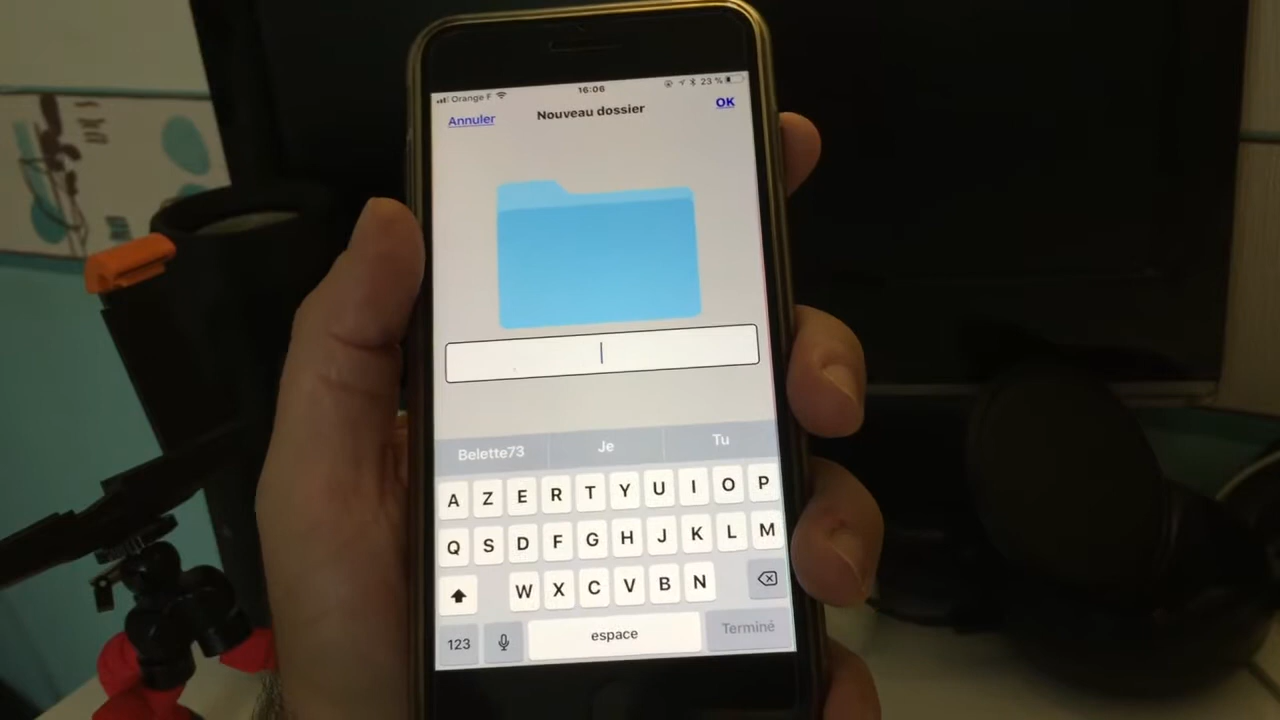 Orange F 16:06 23 %
Annuler Nouveau dossier OK
Belette73 Je Tu
A Z E R T Y U I O P
Q S D F G H J K L M
W X C V B N
123 espace Terminé